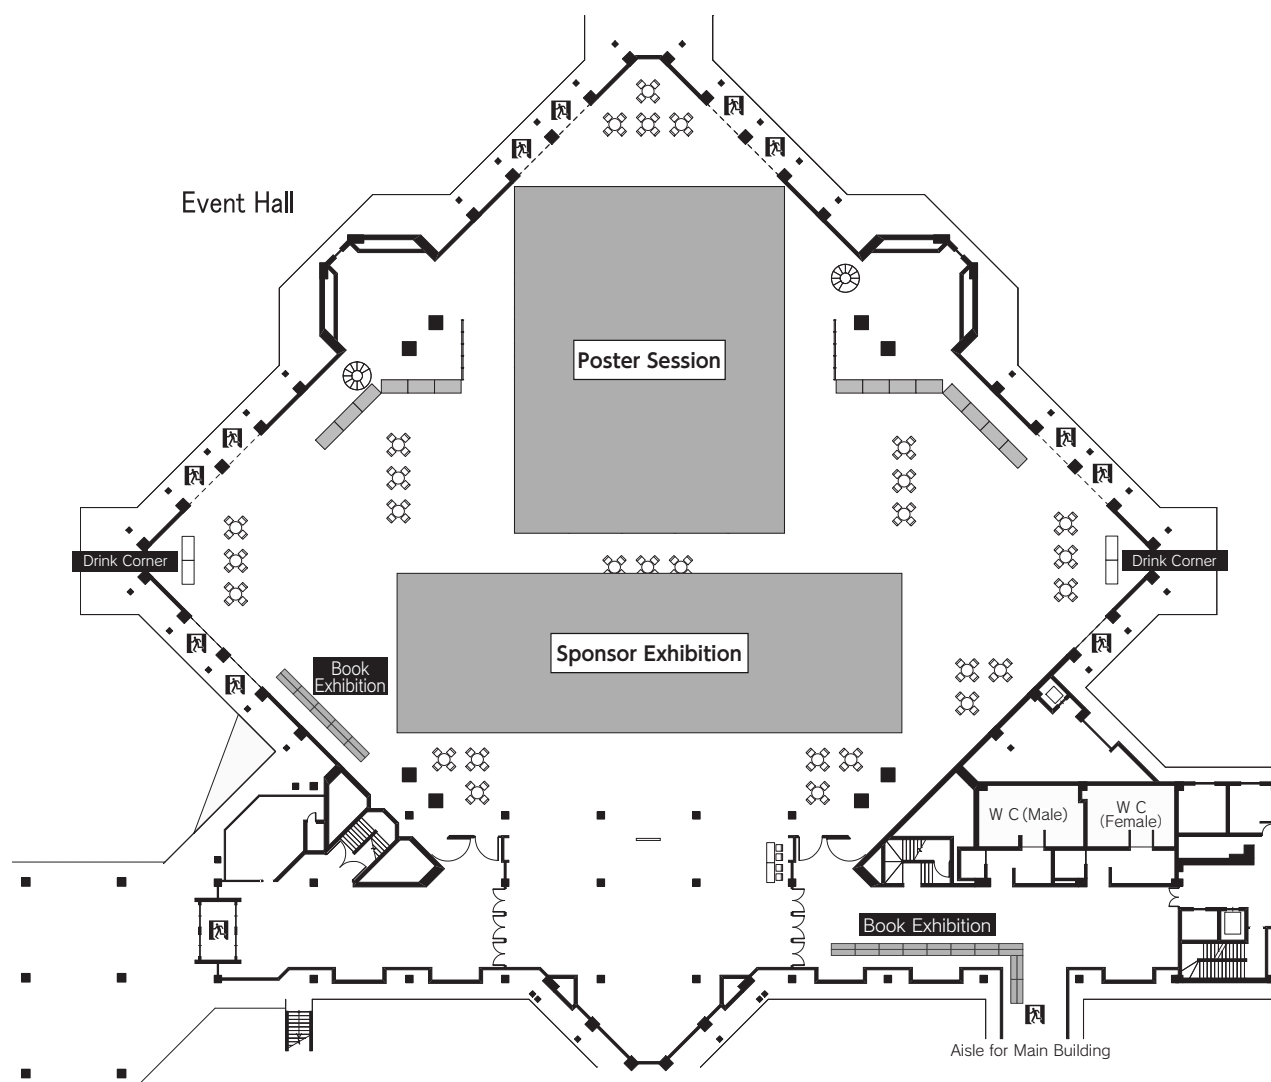 Event Hall
Poster Session
Drink Corner
Drink Corner
Sponsor Exhibition
Book
Exhibition
W C (Male)
W C
(Female)
Book Exhibition
Aisle for Main Building